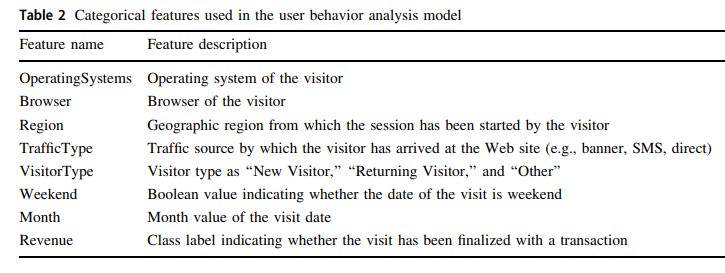 Table 2 Categorical features used in the user behavior analysis model
Feature name Feature description
OperatingSystems Operating system of the visitor
Browser Browser of the visitor
Region Geographic region from which the session has been started by the visitor
TrafficType Traffic source by which the visitor has arrived at the Web site (e.g., banner, SMS, direct)
VisitorType Visitor type as “New Visitor,” “Returning Visitor,” and “Other”
Weekend Boolean value indicating whether the date of the visit is weekend
Month Month value of the visit date
Revenue Class label indicating whether the visit has been finalized with a transaction